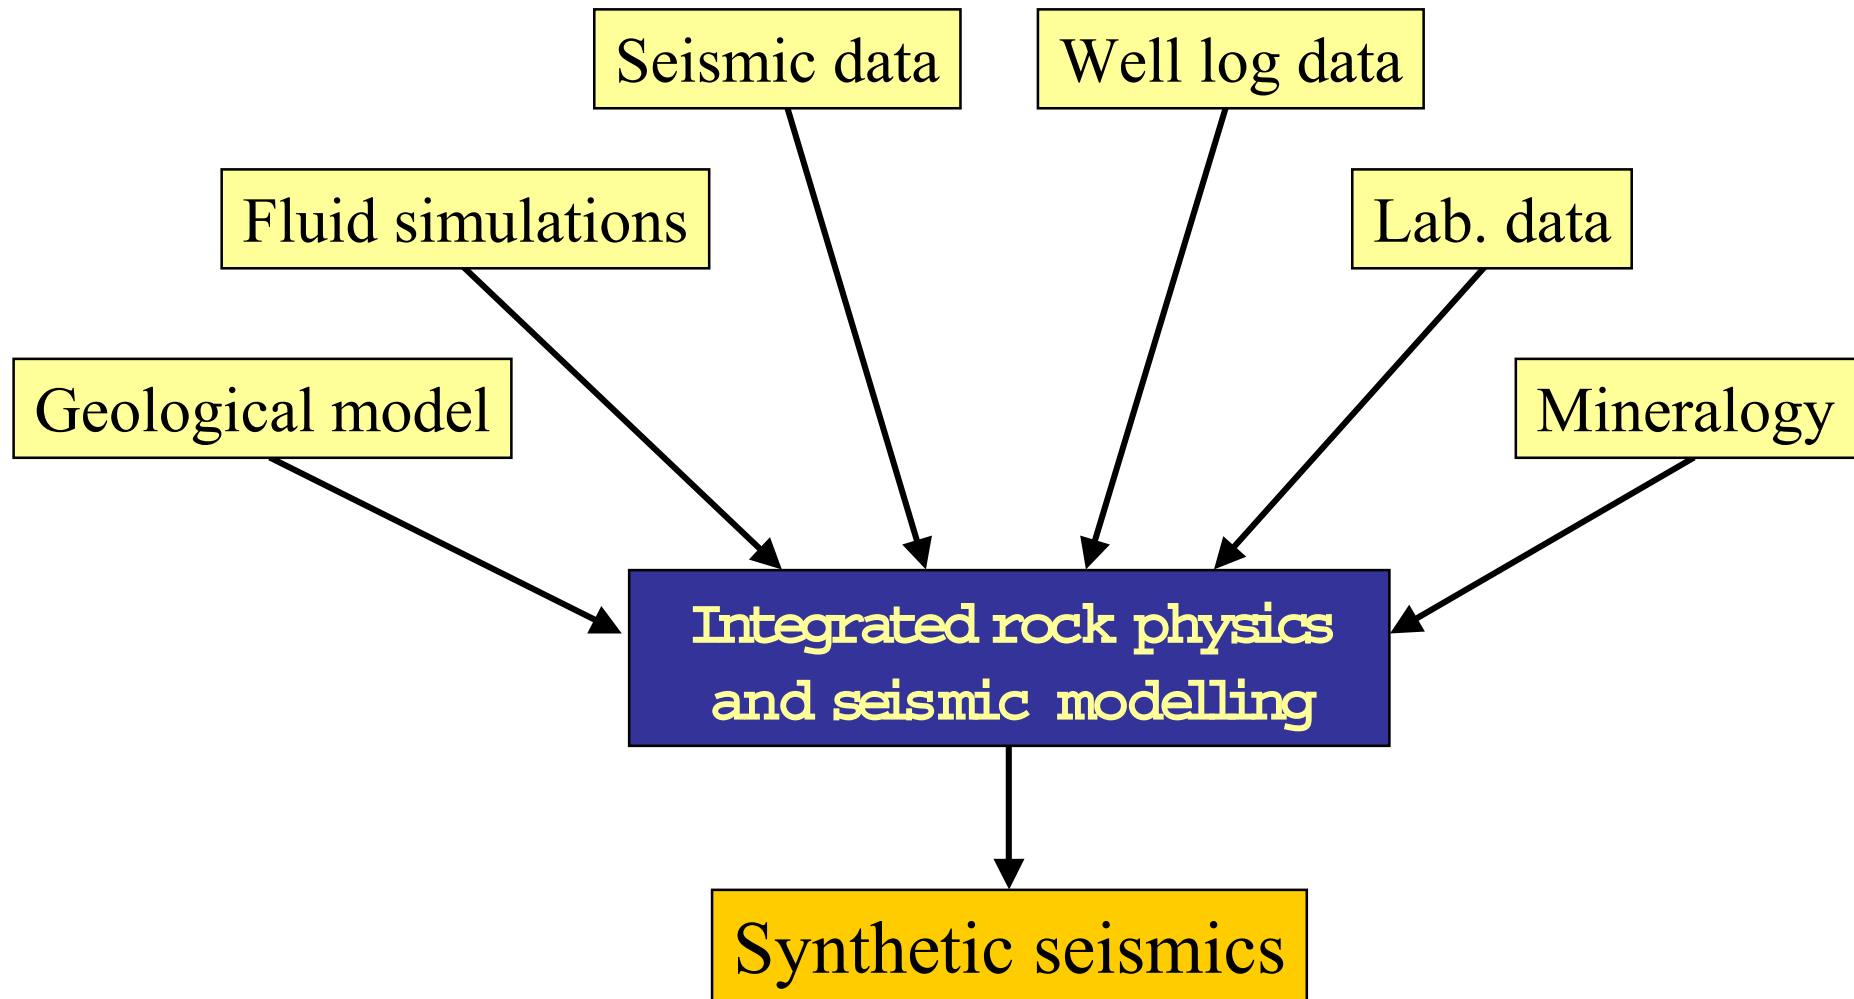 Seismic data
Well log data
Fluid simulations
Lab. data
Geological model
Mineralogy
Integrated rock physics
and seismic modelling
Synthetic seismics